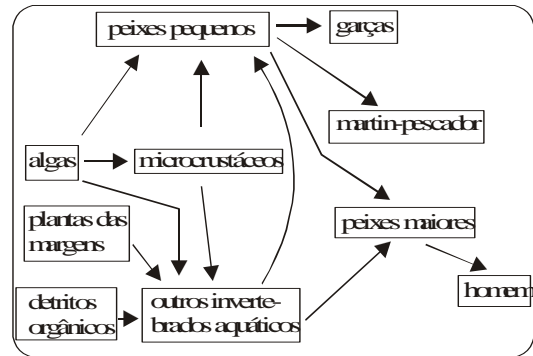 peixes pequenos
garças
martin-pescador
algas
microcrustáceos
plantas das
margens
peixes maiores
homem
detritos
orgânicos
outros inverte-
brados aquáticos